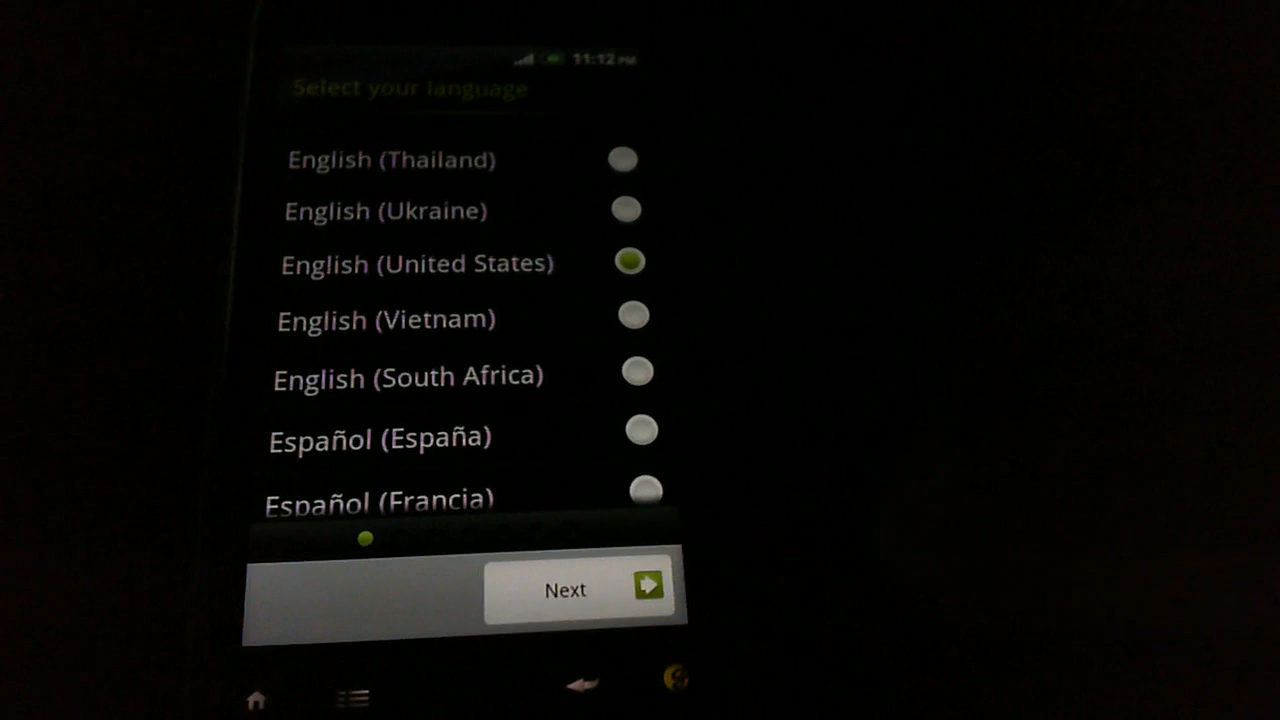 11:12 PM
Select your language
English (Thailand)
English (Ukraine)
English (United States)
English (Vietnam)
English (South Africa)
Español (España)
Español (Francia)
Next